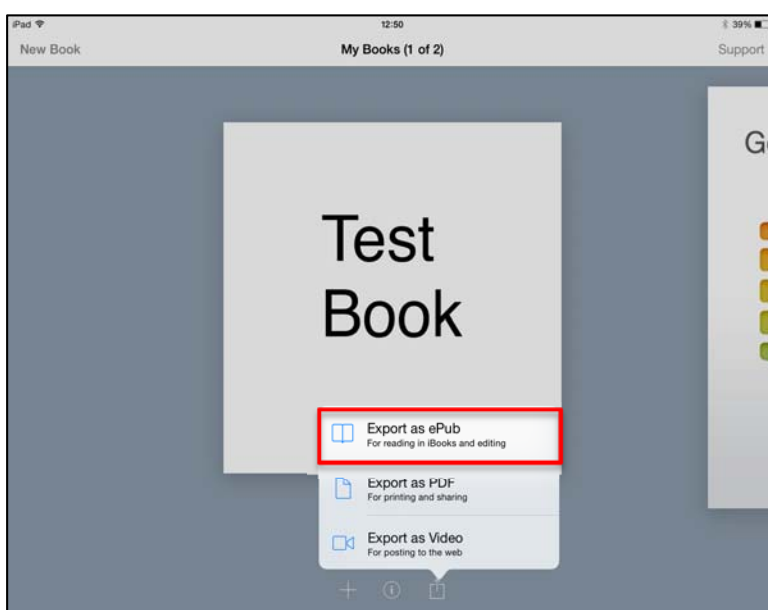 iPad 12:50 39%
New Book My Books (1 of 2) Support
Test
Book
Export as ePub
For reading in iBooks and editing
Export as PDF
For printing and sharing
Export as Video
For posting to the web